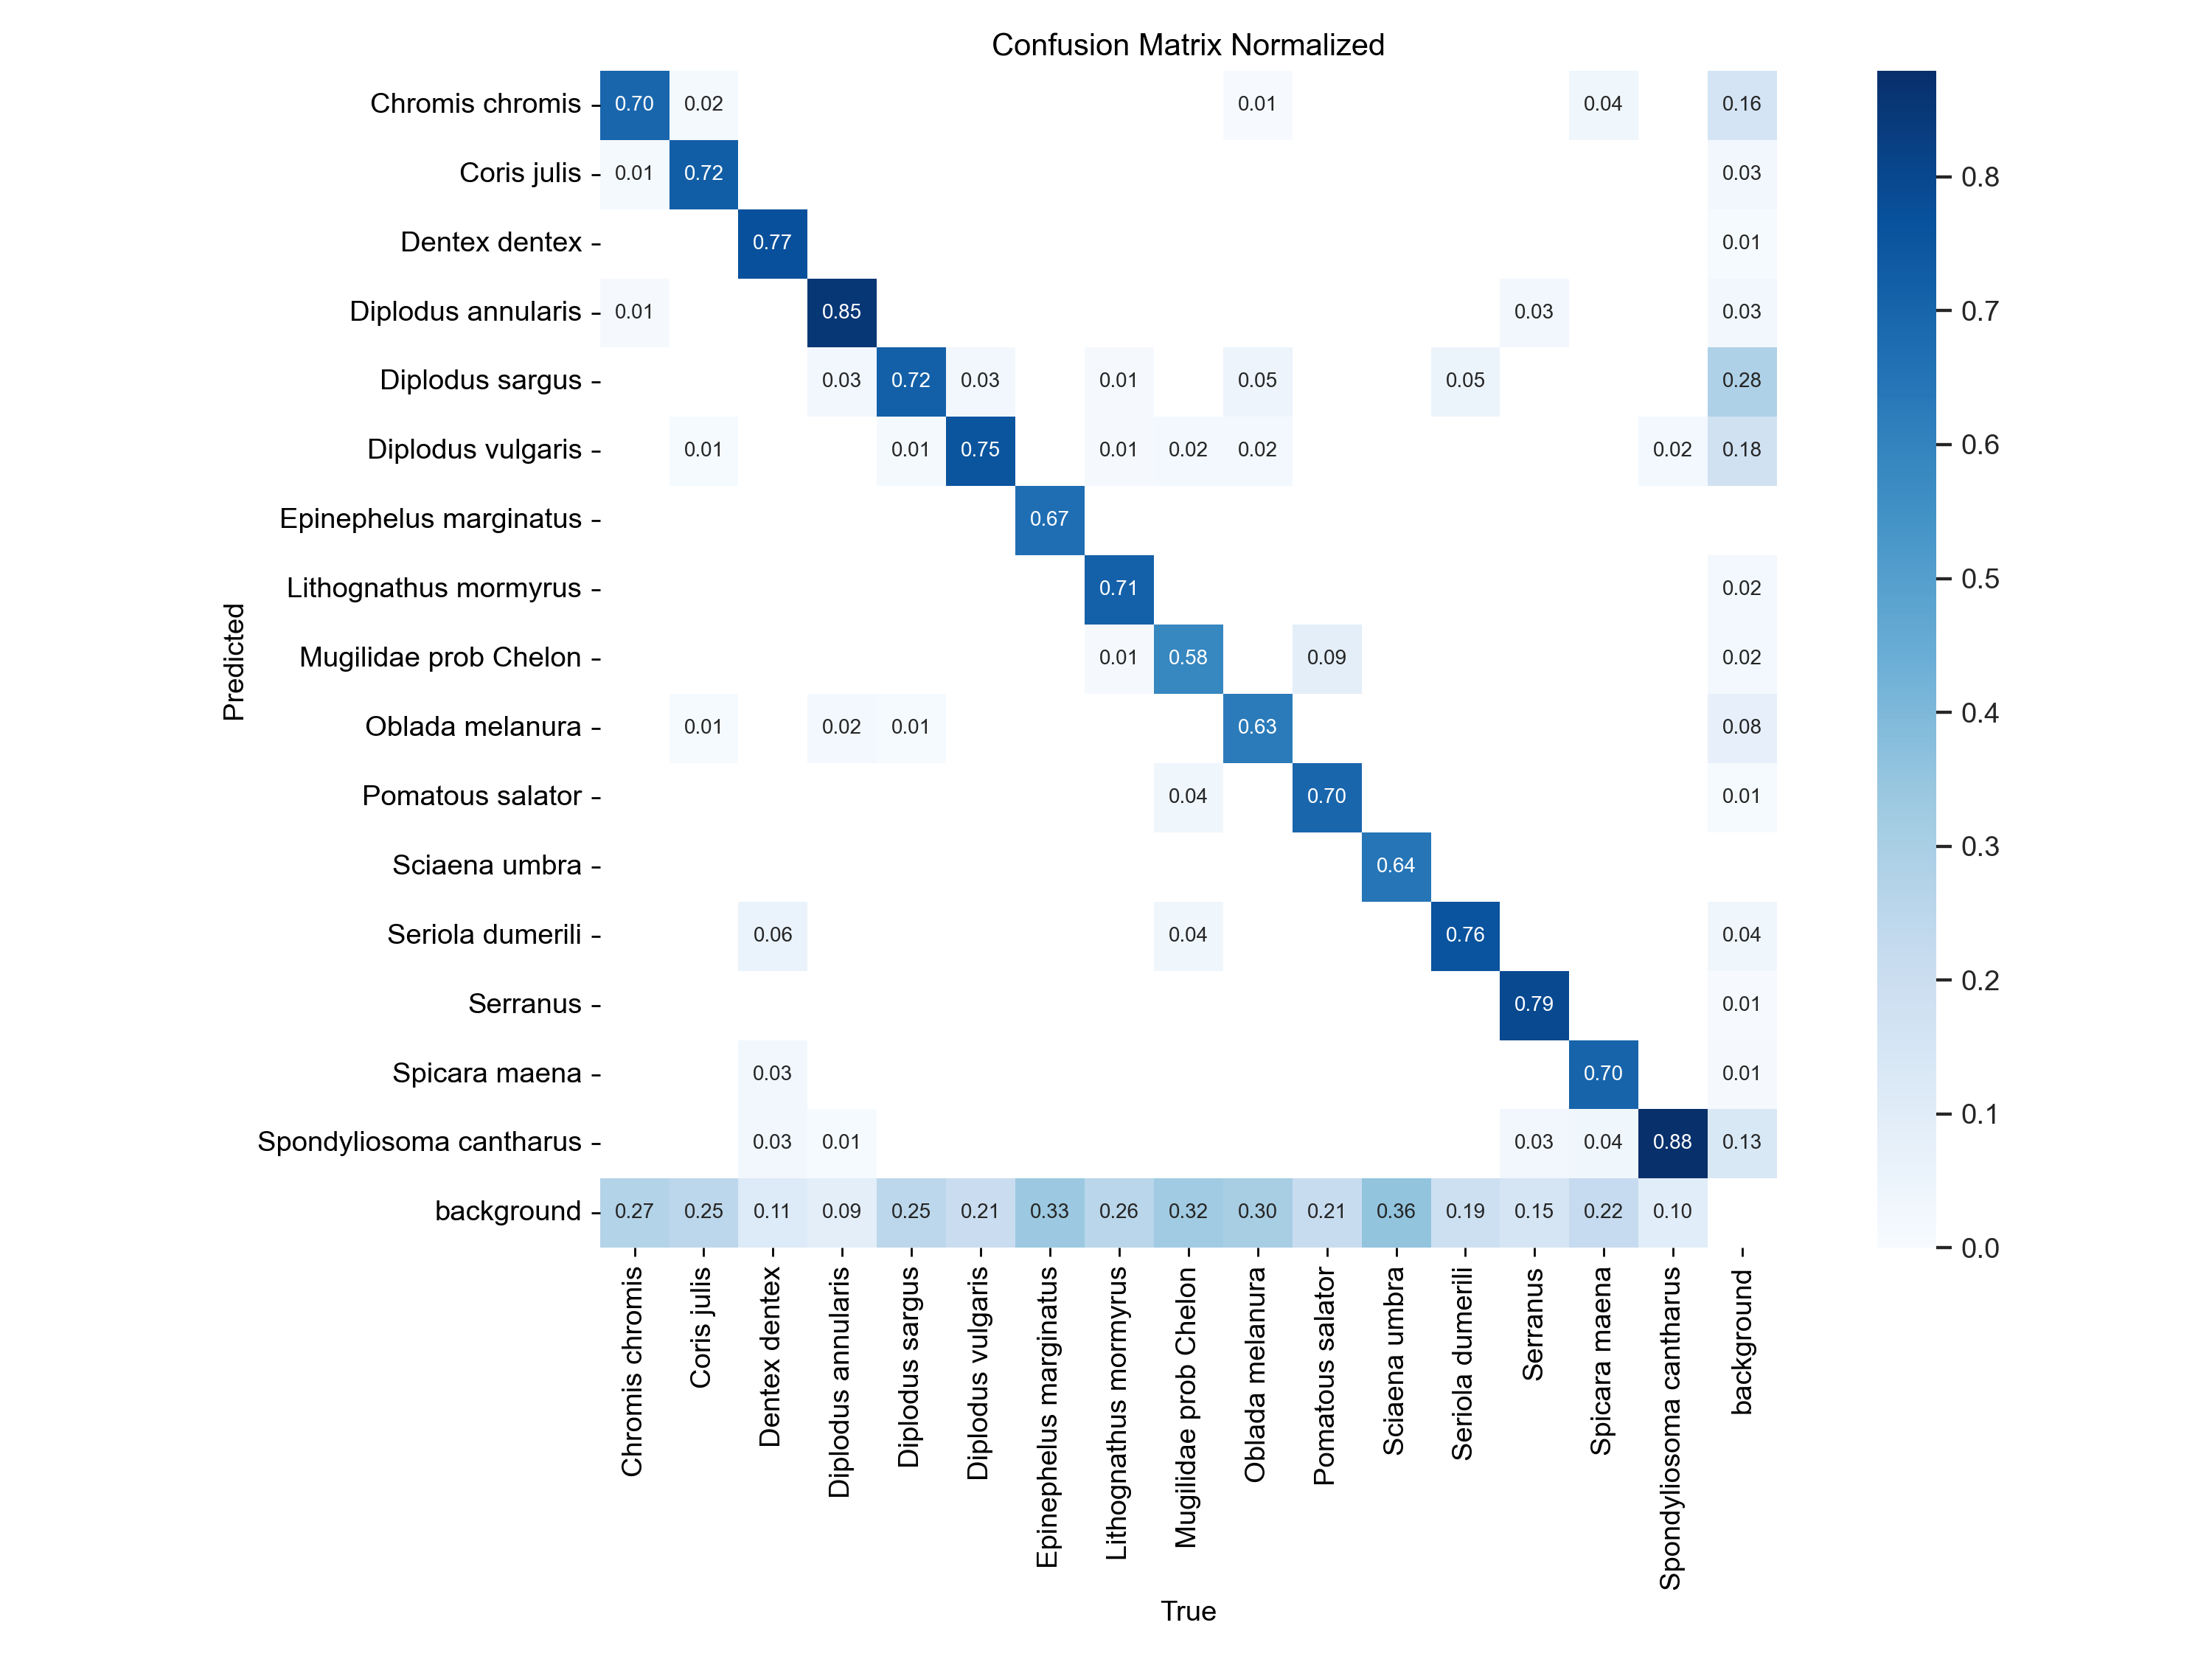 Confusion Matrix Normalized
Chromis chromis 0.70 0.02 0.01 0.04 0.16
Coris julis 0.01 0.72 0.03
Dentex dentex 0.77 0.01
Diplodus annularis 0.01 0.85 0.03 0.03
Diplodus sargus 0.03 0.72 0.03 0.01 0.05 0.05 0.28
Diplodus vulgaris 0.01 0.01 0.75 0.01 0.02 0.02 0.02 0.18
Epinephelus marginatus 0.67
Lithognathus mormyrus 0.71 0.02
Mugilidae prob Chelon 0.01 0.58 0.09 0.02
Oblada melanura 0.01 0.02 0.01 0.63 0.08
Pomatous salator 0.04 0.70 0.01
Sciaena umbra 0.64
Seriola dumerili 0.06 0.04 0.76 0.04
Serranus 0.79 0.01
Spicara maena 0.03 0.70 0.01
Spondyliosoma cantharus 0.03 0.01 0.03 0.04 0.88 0.13
background 0.27 0.25 0.11 0.09 0.25 0.21 0.33 0.26 0.32 0.30 0.21 0.36 0.19 0.15 0.22 0.10
Predicted
Chromis chromis
Coris julis
Dentex dentex
Diplodus annularis
Diplodus sargus
Diplodus vulgaris
Epinephelus marginatus
Lithognathus mormyrus
Mugilidae prob Chelon
Oblada melanura
Pomatous salator
Sciaena umbra
Seriola dumerili
Serranus
Spicara maena
Spondyliosoma cantharus
background
True
0.8
0.7
0.6
0.5
0.4
0.3
0.2
0.1
0.0